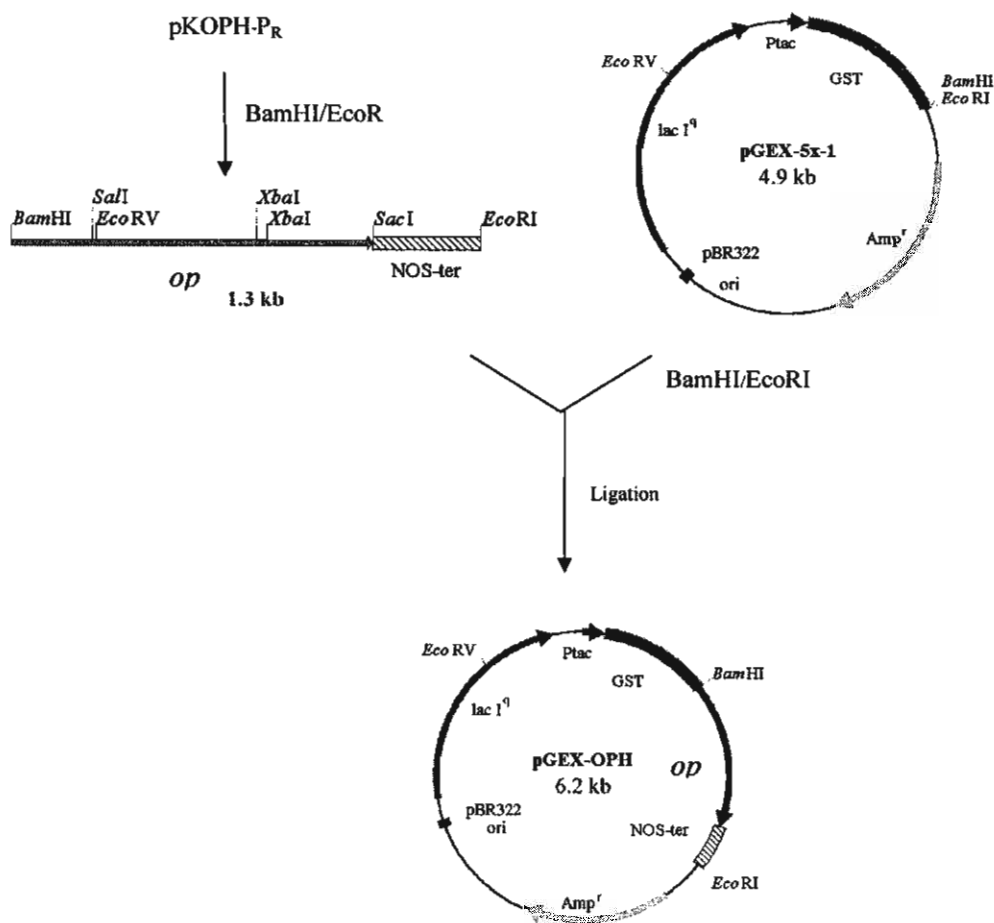 pKOPH-PR
BamHI/EcoR
BamHI
SalI
EcoRV
XbaI
XbaI
SacI
EcoRI
op
1.3 kb
NOS-ter
EcoRV
Ptac
GST
BamHI
EcoRI
lac Iq
pGEX-5x-1
4.9 kb
pBR322
ori
Ampr
BamHI/EcoRI
Ligation
EcoRV
Ptac
GST
BamHI
lac Iq
pGEX-OPH
6.2 kb
op
pBR322
ori
NOS-ter
EcoRI
Ampr